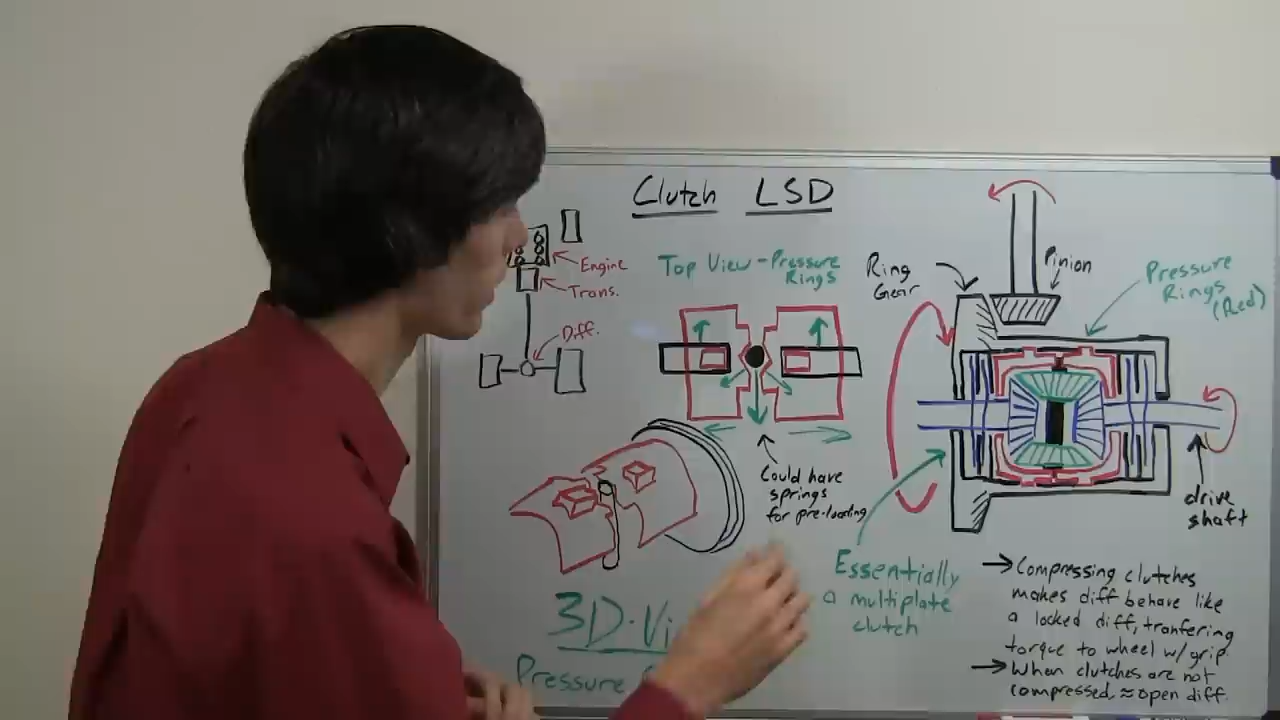 Clutch LSD
Engine
Trans.
Diff.
Top View - Pressure
Rings
Ring
Gear
Pinion
Pressure
Rings
(Red)
Could have
springs
for pre-loading
drive
shaft
Essentially
a multiplate
clutch
→ Compressing clutches
makes diff behave like
a locked diff, tranfering
torque to wheel w/grip
→ When clutches are not
compressed, ≈ open diff.
3D-Vi
Pressure